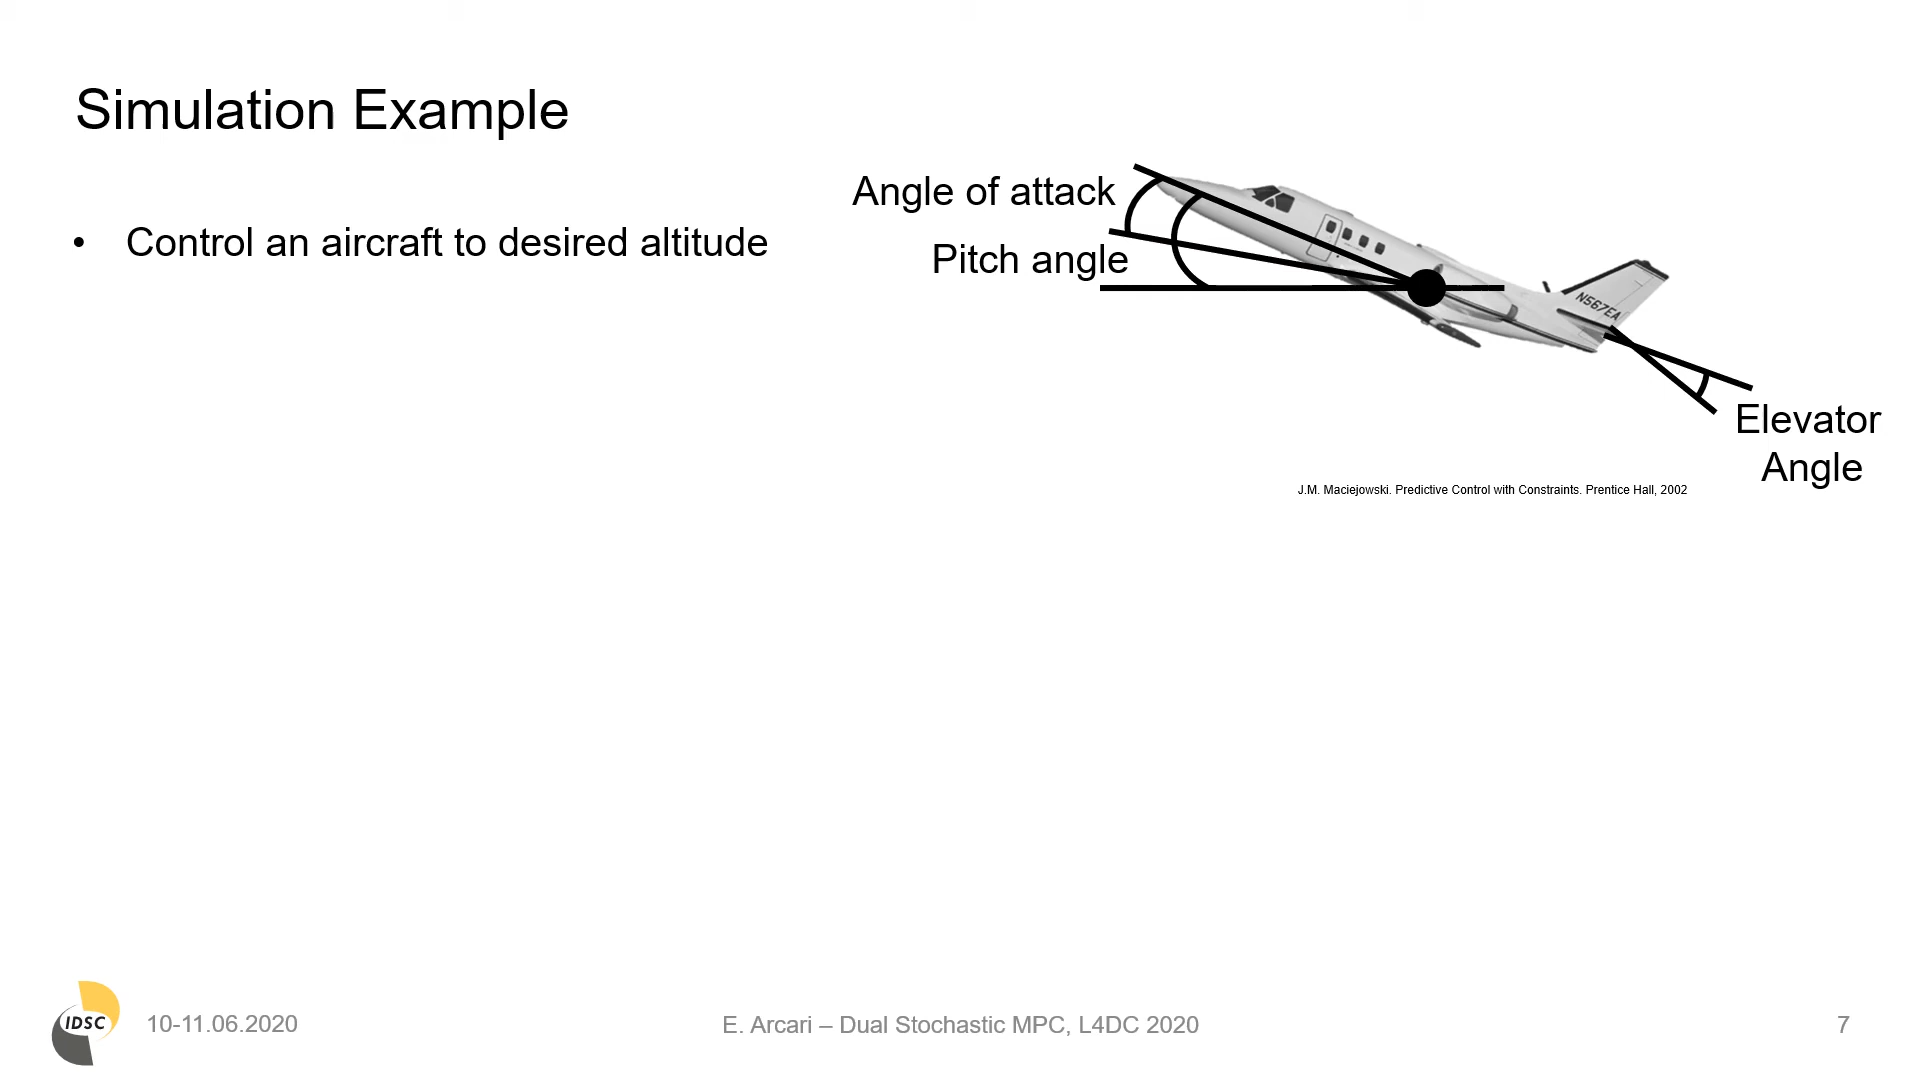 Simulation Example
• Control an aircraft to desired altitude
Angle of attack
Pitch angle
N567EA
Elevator
Angle
J.M. Maciejowski. Predictive Control with Constraints. Prentice Hall, 2002
IDSC
10-11.06.2020
E. Arcari – Dual Stochastic MPC, L4DC 2020
7